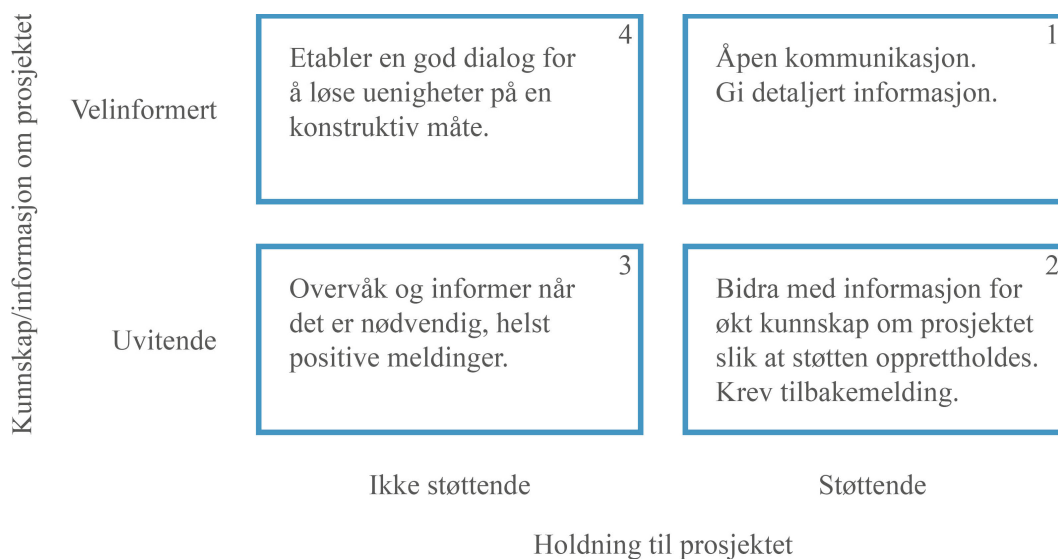 Kunnskap/informasjon om prosjektet
Velinformert
4
Etabler en god dialog for
å løse uenigheter på en
konstruktiv måte.
1
Åpen kommunikasjon.
Gi detaljert informasjon.
Uvitende
3
Overvåk og informer når
det er nødvendig, helst
positive meldinger.
2
Bidra med informasjon for
økt kunnskap om prosjektet
slik at støtten opprettholdes.
Krev tilbakemelding.
Ikke støttende
Støttende
Holdning til prosjektet